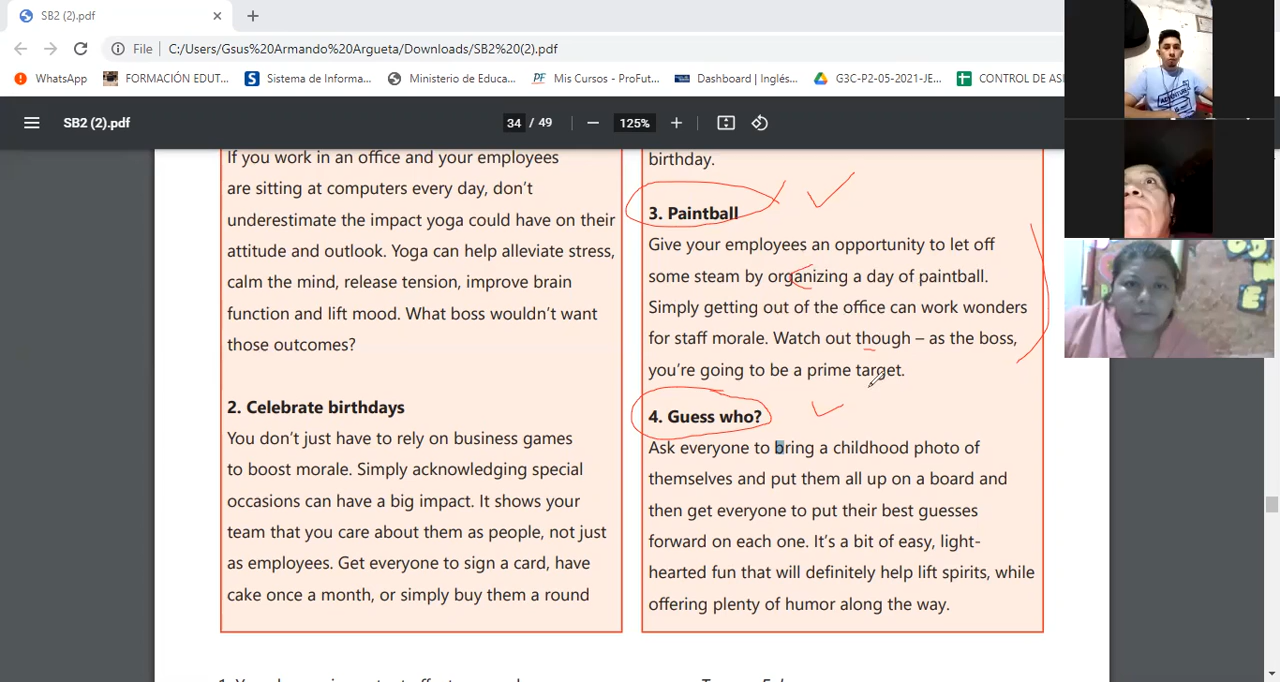 SB2 (2).pdf
File
C:/Users/Gsus%20Armando%20Argueta/Downloads/SB2%20(2).pdf
WhatsApp
FORMACIÓN EDUT...
Sistema de Informa...
Ministerio de Educa...
Mis Cursos - ProFut...
Dashboard | Inglés...
G3C-P2-05-2021-JE...
CONTROL DE ASI
SB2 (2).pdf
34 / 49
125%
If you work in an office and your employees
are sitting at computers every day, don't
underestimate the impact yoga could have on their
attitude and outlook. Yoga can help alleviate stress,
calm the mind, release tension, improve brain
function and lift mood. What boss wouldn't want
those outcomes?
2. Celebrate birthdays
You don't just have to rely on business games
to boost morale. Simply acknowledging special
occasions can have a big impact. It shows your
team that you care about them as people, not just
as employees. Get everyone to sign a card, have
cake once a month, or simply buy them a round
birthday.
3. Paintball
Give your employees an opportunity to let off
some steam by organizing a day of paintball.
Simply getting out of the office can work wonders
for staff morale. Watch out though – as the boss,
you're going to be a prime target.
4. Guess who?
Ask everyone to bring a childhood photo of
themselves and put them all up on a board and
then get everyone to put their best guesses
forward on each one. It's a bit of easy, light-
hearted fun that will definitely help lift spirits, while
offering plenty of humor along the way.